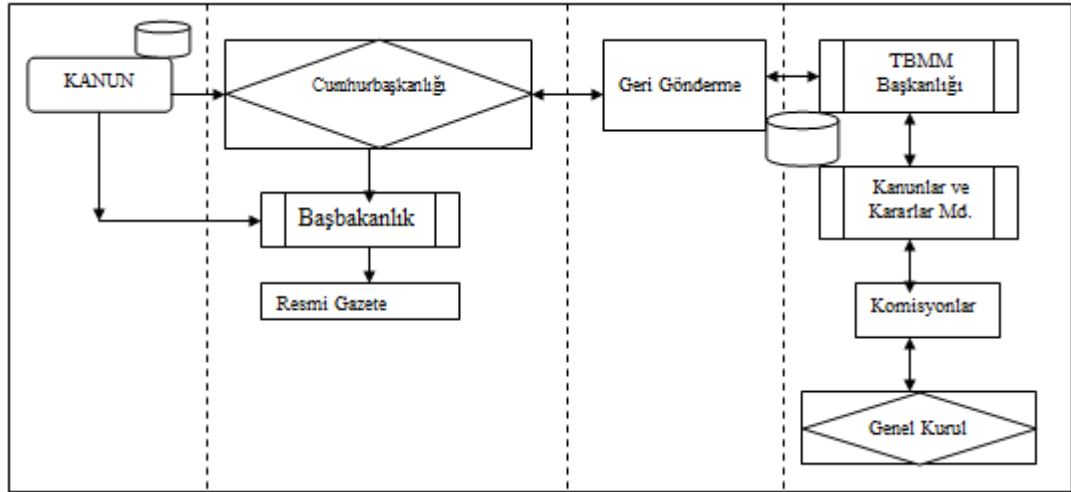 KANUN
Cumhurbaşkanlığı
Geri Gönderme
TBMM
Başkanlığı
Kanunlar ve
Kararlar Md.
Başbakanlık
Resmi Gazete
Komisyonlar
Genel Kurul